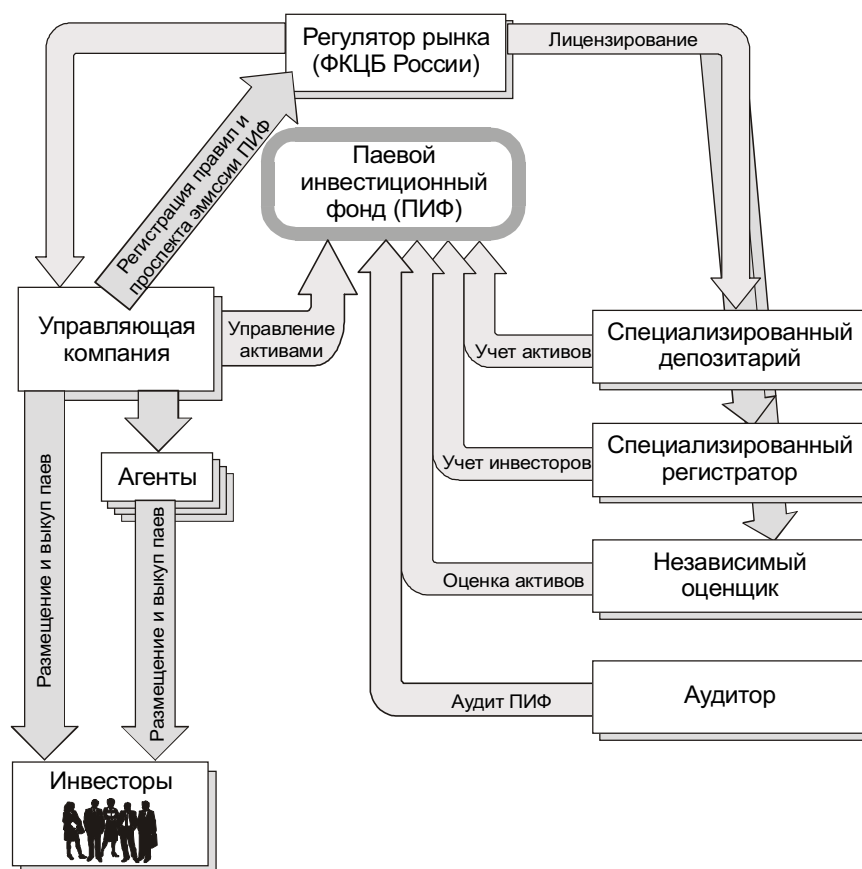 Регулятор рынка
(ФКЦБ России)
Лицензирование
Регистрация правил и
проспекта эмиссии ПИФ
Паевой
инвестиционный
фонд (ПИФ)
Управляющая
компания
Управление
активами
Учет активов
Специализированный
депозитарий
Агенты
Учет инвесторов
Специализированный
регистратор
Размещение и выкуп паев
Размещение и выкуп паев
Оценка активов
Независимый
оценщик
Аудит ПИФ
Аудитор
Инвесторы